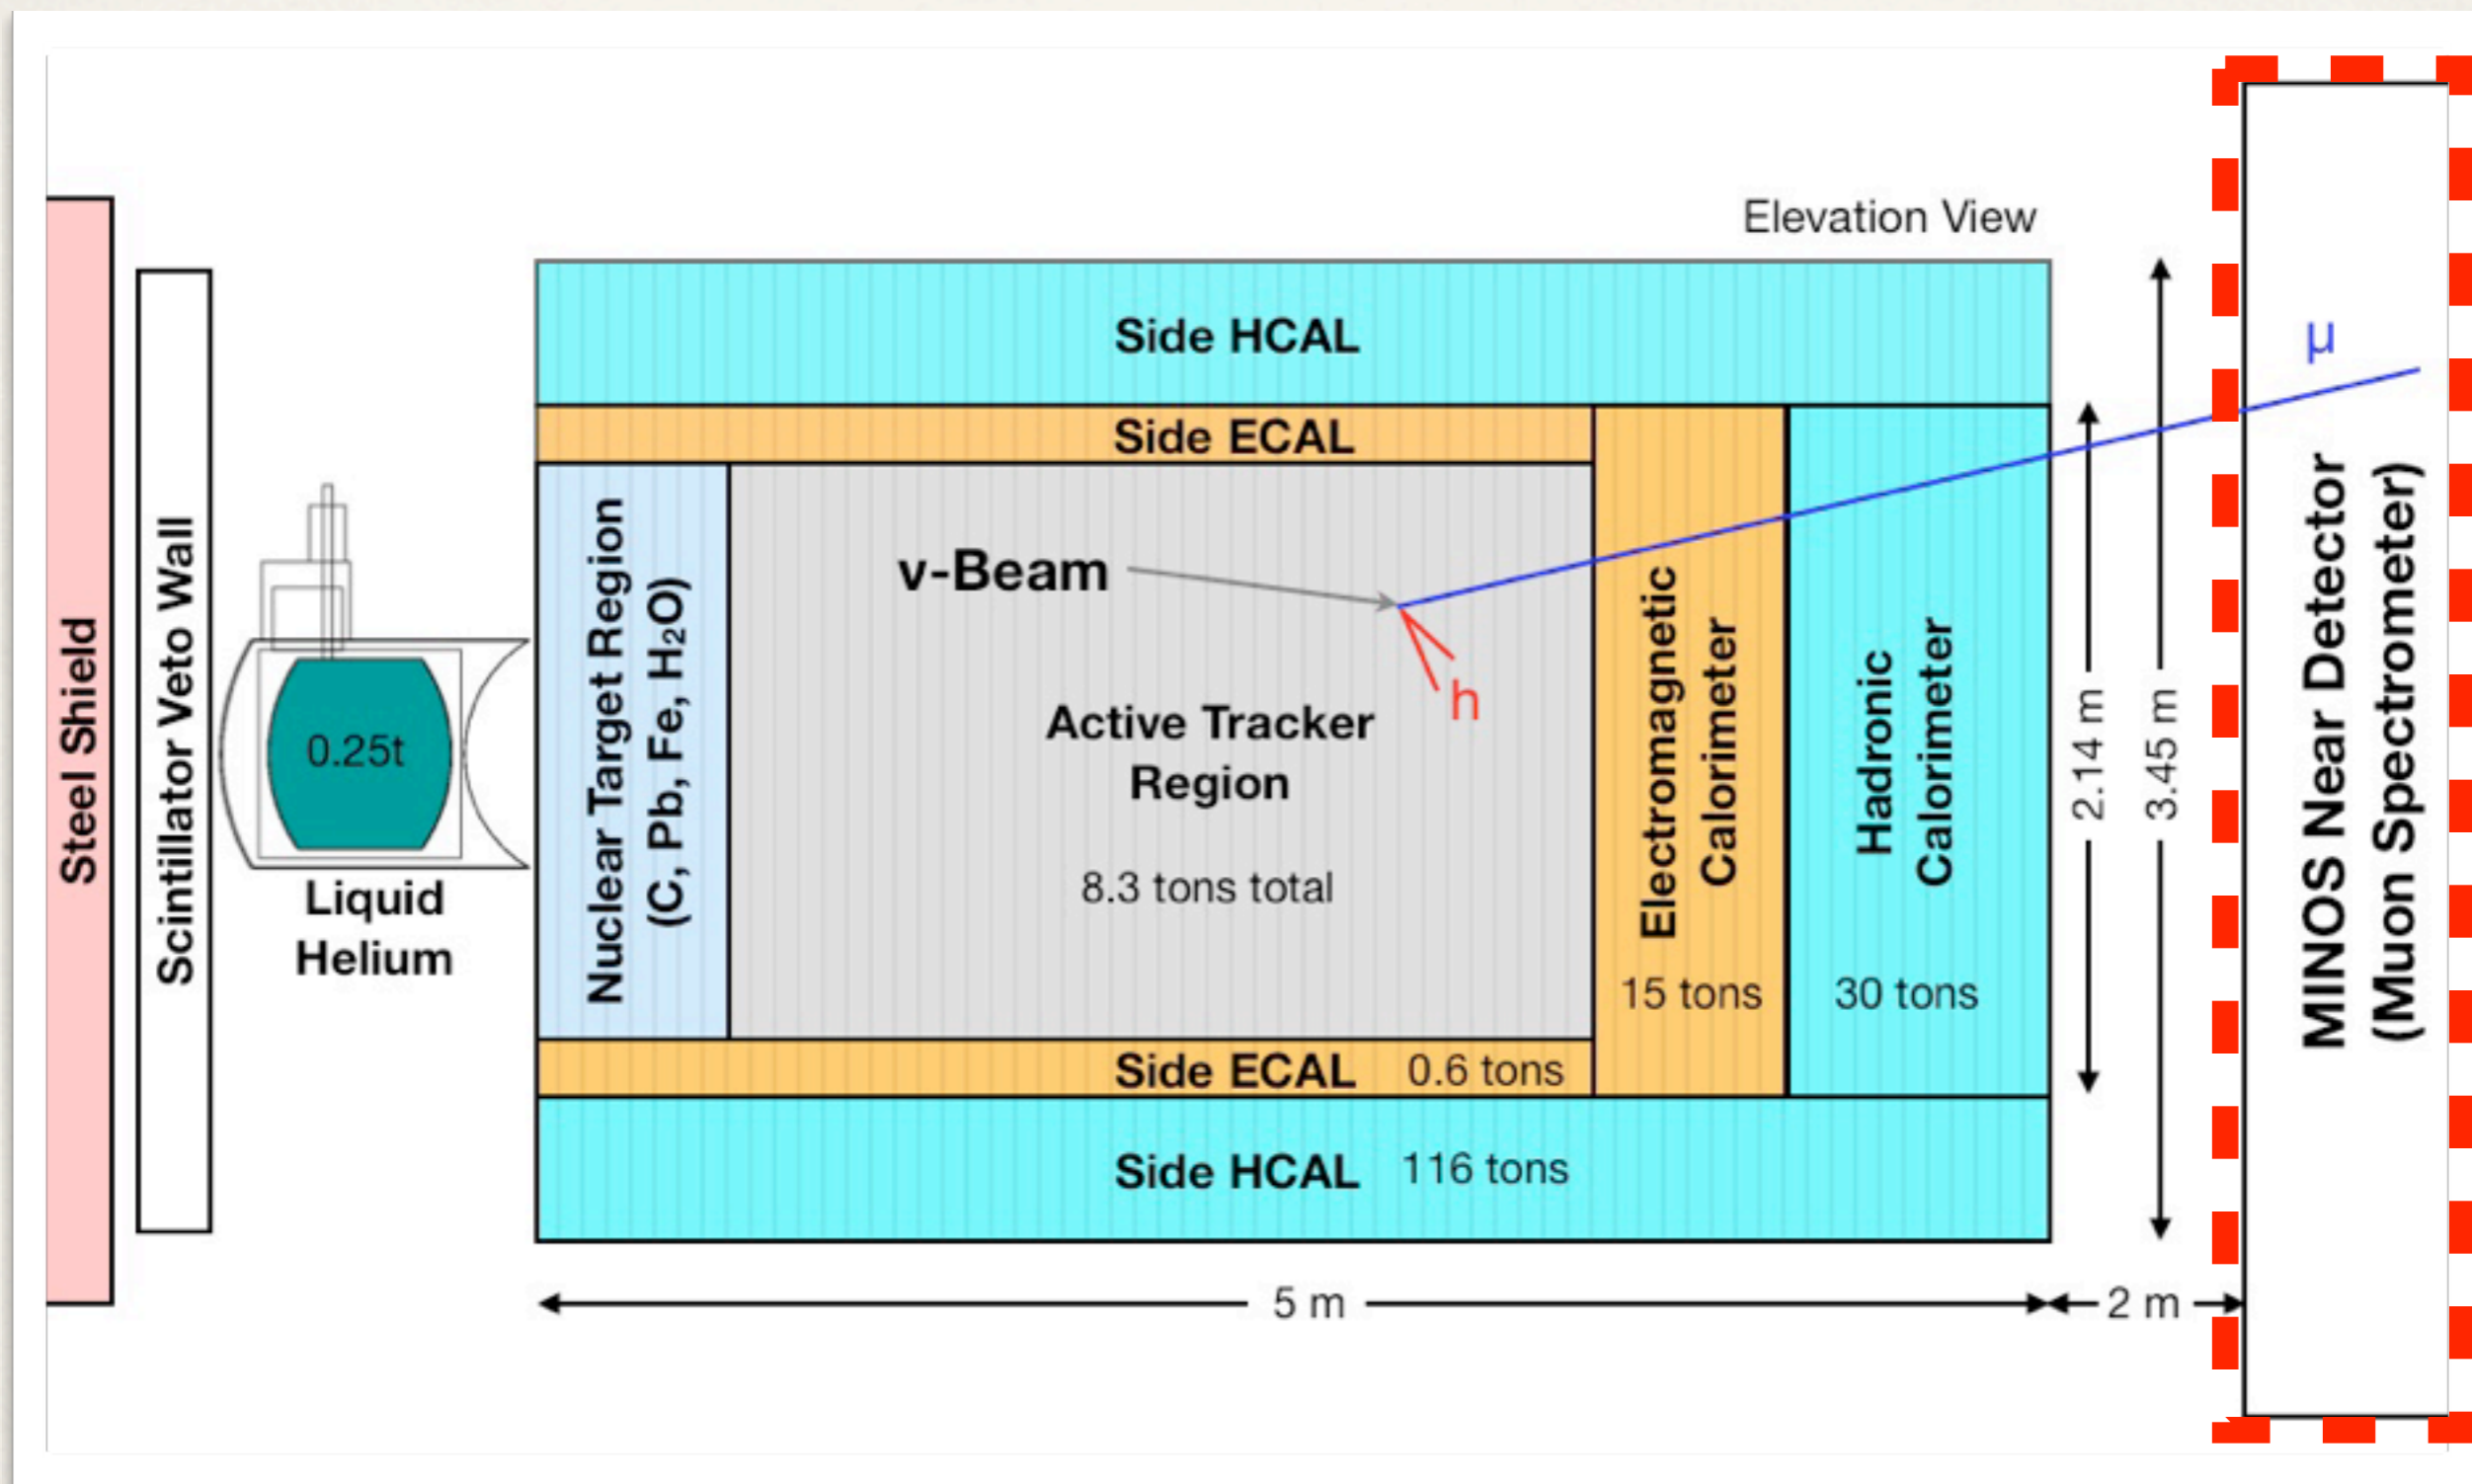 Elevation View
Steel Shield
Scintillator Veto Wall
0.25t
Liquid
Helium
Side HCAL
Side ECAL
Nuclear Target Region
(C, Pb, Fe, H₂O)
ν-Beam
h
μ
Active Tracker
Region
8.3 tons total
Electromagnetic
Calorimeter
15 tons
Hadronic
Calorimeter
30 tons
Side ECAL 0.6 tons
Side HCAL 116 tons
2.14 m
3.45 m
MINOS Near Detector
(Muon Spectrometer)
5 m
2 m